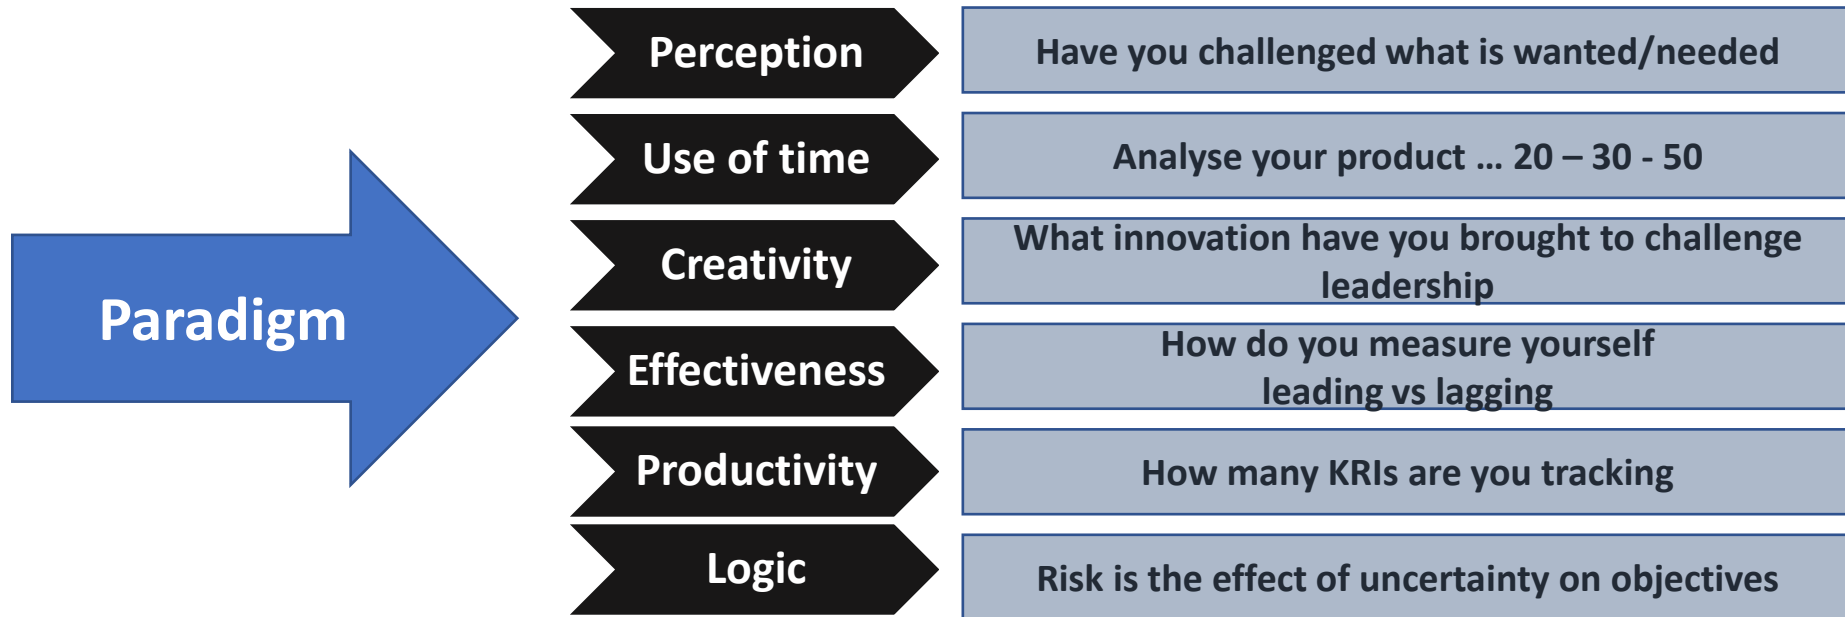 Paradigm
Perception
Have you challenged what is wanted/needed
Use of time
Analyse your product ... 20 – 30 - 50
Creativity
What innovation have you brought to challenge
leadership
Effectiveness
How do you measure yourself
leading vs lagging
Productivity
How many KRIs are you tracking
Logic
Risk is the effect of uncertainty on objectives